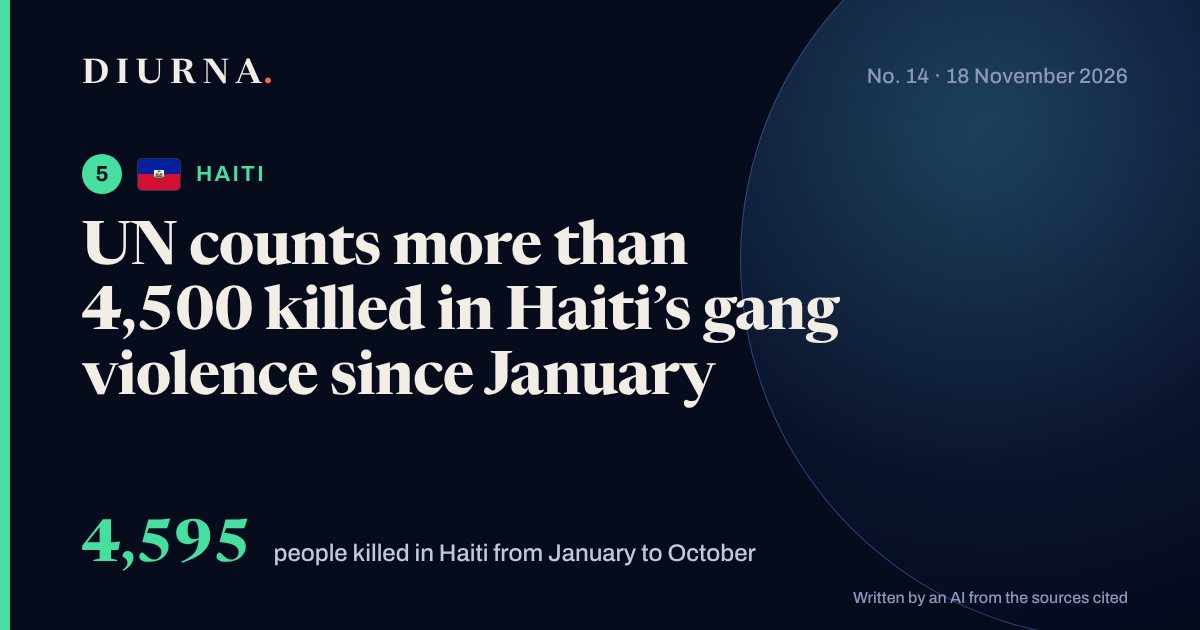 DIURNA.
No. 14 · 18 November 2026
5 HAITI
UN counts more than
4,500 killed in Haiti’s gang
violence since January
4,595 people killed in Haiti from January to October
Written by an AI from the sources cited